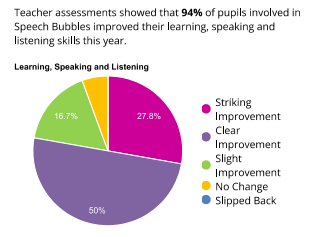 Teacher assessments showed that 94% of pupils involved in
Speech Bubbles improved their learning, speaking and
listening skills this year.
Learning, Speaking and Listening
16.7%
27.8%
50%
Striking
Improvement
Clear
Improvement
Slight
Improvement
No Change
Slipped Back